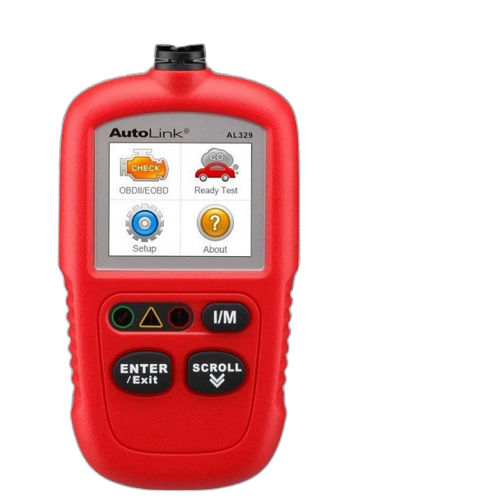 AutoLink® AL329
CHECK
CO
OBDII/EOBD Ready Test
?
Setup About
I/M
ENTER SCROLL
/Exit